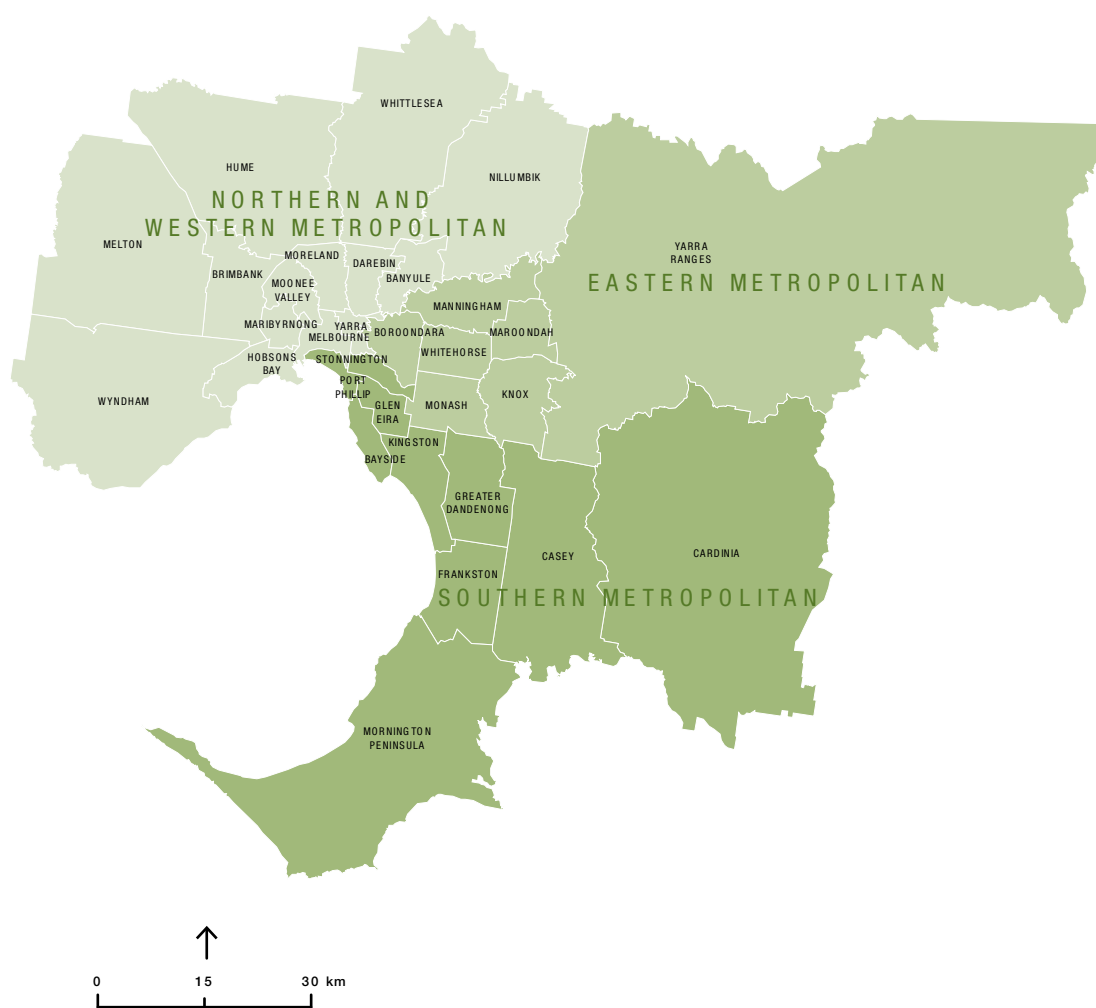 WHITTLESEA
HUME
NILLUMBIK
NORTHERN AND
WESTERN METROPOLITAN
MELTON
MORELAND
DAREBIN
BRIMBANK
BANYULE
MOONEE
VALLEY
YARRA
RANGES
EASTERN METROPOLITAN
MANNINGHAM
MARIBYRNONG
YARRA
MELBOURNE
BOROONDARA
MAROONDAH
HOBSONS
BAY
STONNINGTON
WHITEHORSE
PORT
PHILLIP
WYNDHAM
GLEN
EIRA
MONASH
KNOX
KINGSTON
BAYSIDE
GREATER
DANDENONG
CASEY
CARDINIA
FRANKSTON
SOUTHERN METROPOLITAN
MORNINGTON
PENINSULA
0 15 30 km